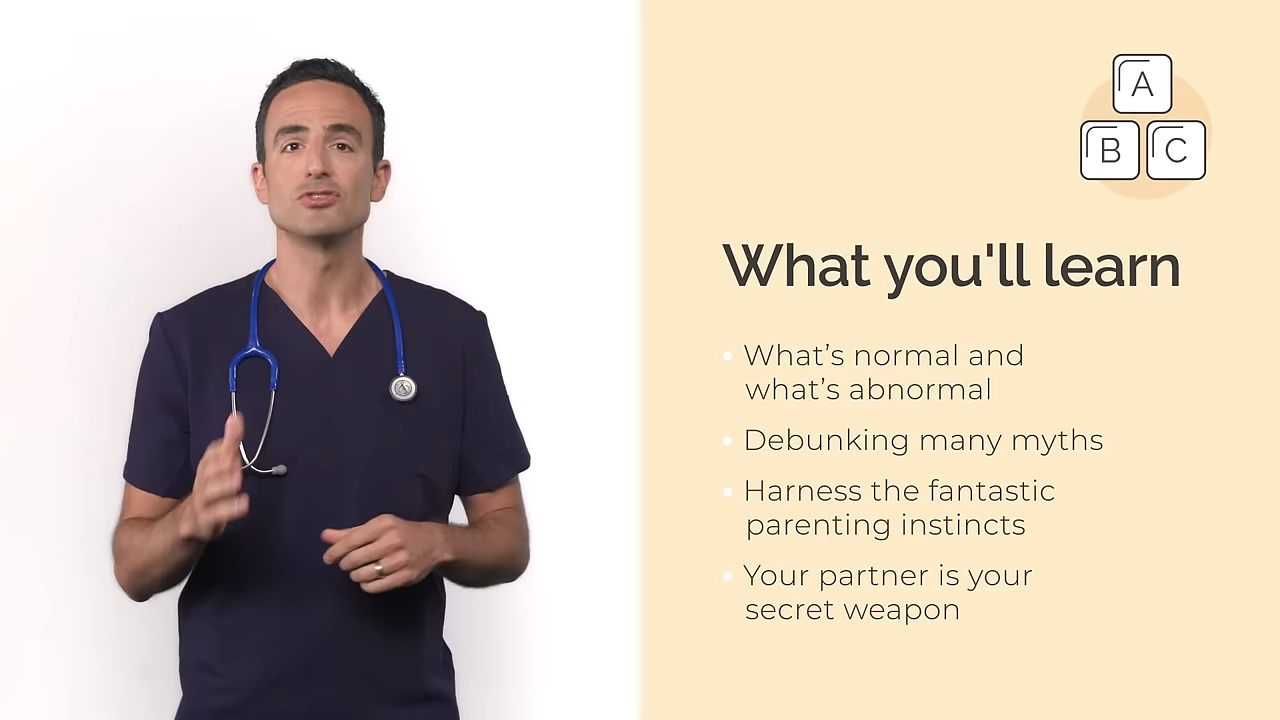 A
B C
What you'll learn
• What’s normal and
what’s abnormal
• Debunking many myths
• Harness the fantastic
parenting instincts
• Your partner is your
secret weapon